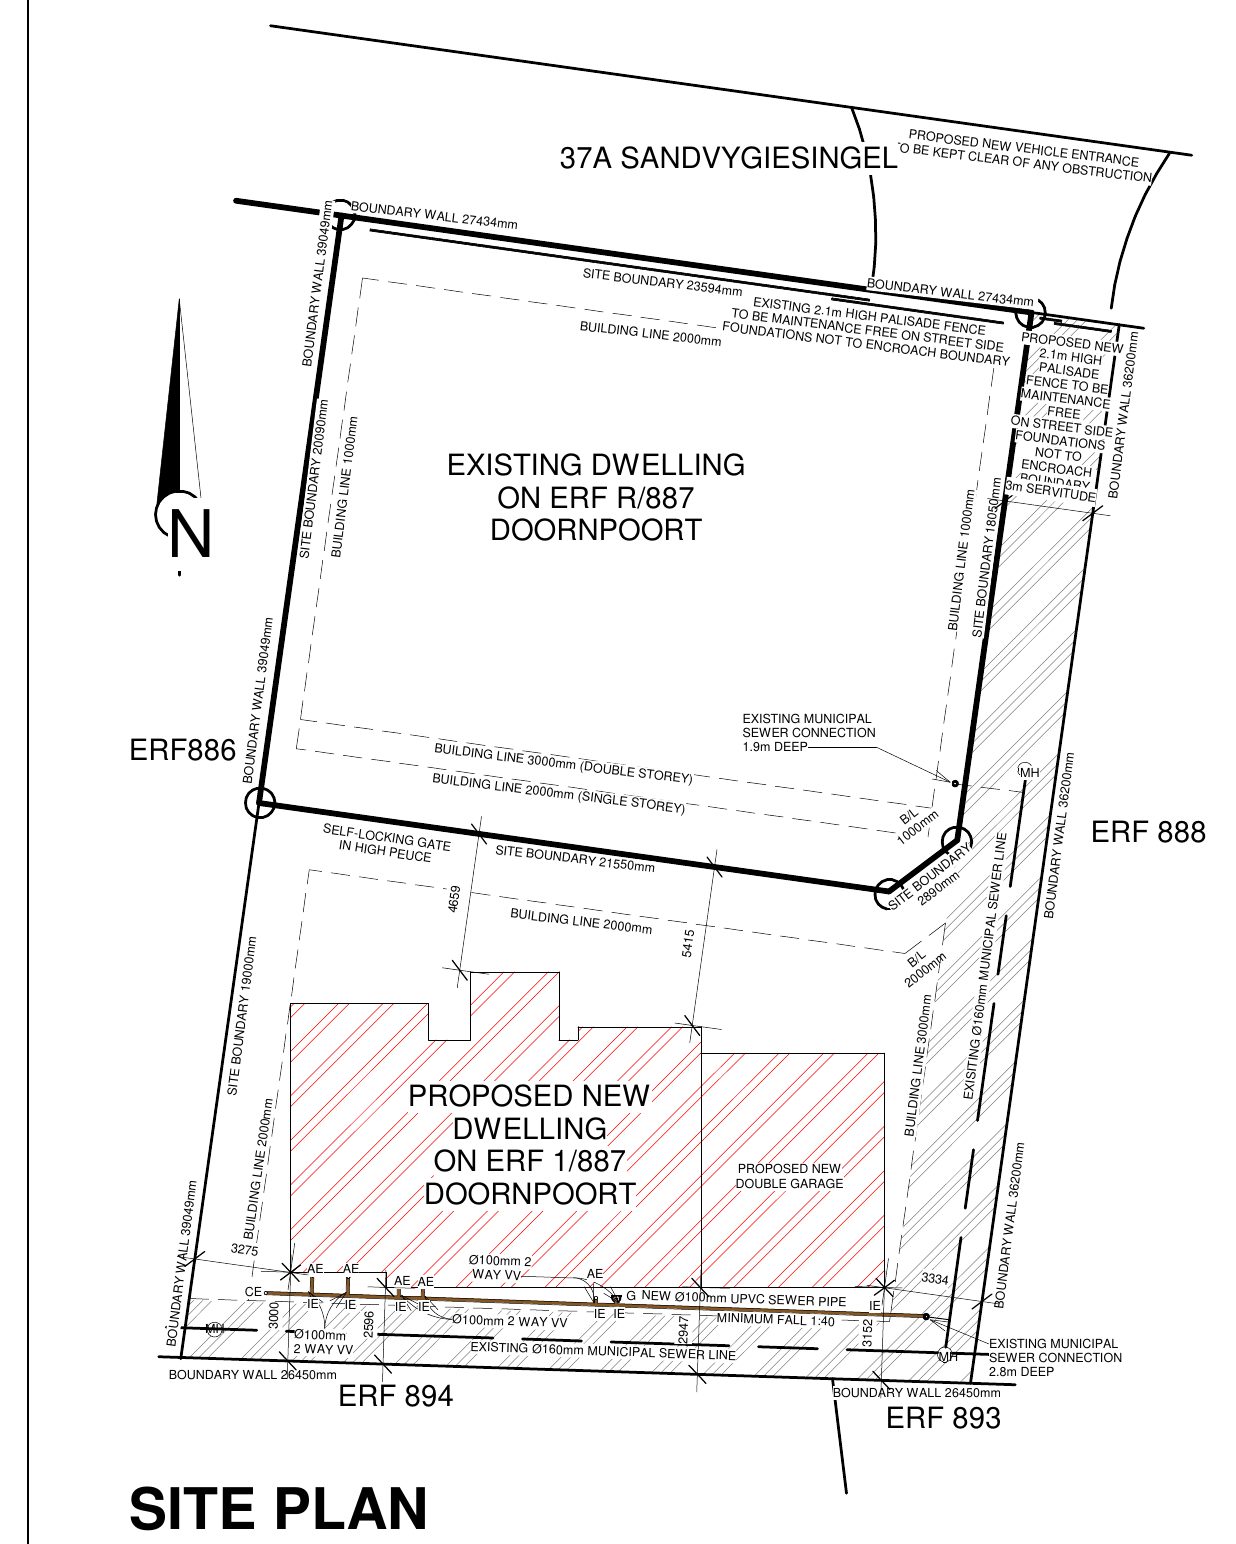 37A SANDVYGIESINGEL
PROPOSED NEW VEHICLE ENTRANCE
TO BE KEPT CLEAR OF ANY OBSTRUCTION
BOUNDARY WALL 27434mm
BOUNDARY WALL 39049mm
SITE BOUNDARY 23594mm
BOUNDARY WALL 27434mm
EXISTING 2.1m HIGH PALISADE FENCE
TO BE MAINTENANCE FREE ON STREET SIDE
FOUNDATIONS NOT TO ENCROACH BOUNDARY
BUILDING LINE 2000mm
PROPOSED NEW
2.1m HIGH
PALISADE
FENCE TO BE
MAINTENANCE
FREE
ON STREET SIDE
FOUNDATIONS
NOT TO
ENCROACH
BOUNDARY
3m SERVITUDE
BOUNDARY WALL 36200mm
SITE BOUNDARY 20090mm
BUILDING LINE 1000mm
EXISTING DWELLING
ON ERF R/887
DOORNPOORT
BUILDING LINE 1000mm
SITE BOUNDARY 18050mm
N
BOUNDARY WALL 39049mm
ERF886
EXISTING MUNICIPAL
SEWER CONNECTION
1.9m DEEP
MH
BUILDING LINE 3000mm (DOUBLE STOREY)
BUILDING LINE 2000mm (SINGLE STOREY)
B/L
1000mm
BOUNDARY WALL 36200mm
ERF 888
SELF-LOCKING GATE
IN HIGH PEUCE
SITE BOUNDARY 21550mm
SITE BOUNDARY
2890mm
4659
BUILDING LINE 2000mm
5415
B/L
2000mm
EXISITING Ø160mm MUNICIPAL SEWER LINE
SITE BOUNDARY 19000mm
BUILDING LINE 3000mm
PROPOSED NEW
DWELLING
ON ERF 1/887
DOORNPOORT
PROPOSED NEW
DOUBLE GARAGE
BUILDING LINE 2000mm
BOUNDARY WALL 39049mm
BOUNDARY WALL 36200mm
3275
AE
AE
AE
AE
Ø100mm 2
WAY VV
AE
3334
CE
IE
IE
IE
IE
IE
IE
G
NEW Ø100mm UPVC SEWER PIPE
IE
MINIMUM FALL 1:40
3000
2596
2947
3152
MH
Ø100mm
2 WAY VV
Ø100mm 2 WAY VV
EXISTING Ø160mm MUNICIPAL SEWER LINE
MH
EXISTING MUNICIPAL
SEWER CONNECTION
2.8m DEEP
BOUNDARY WALL 26450mm
BOUNDARY WALL 26450mm
ERF 894
ERF 893
SITE PLAN